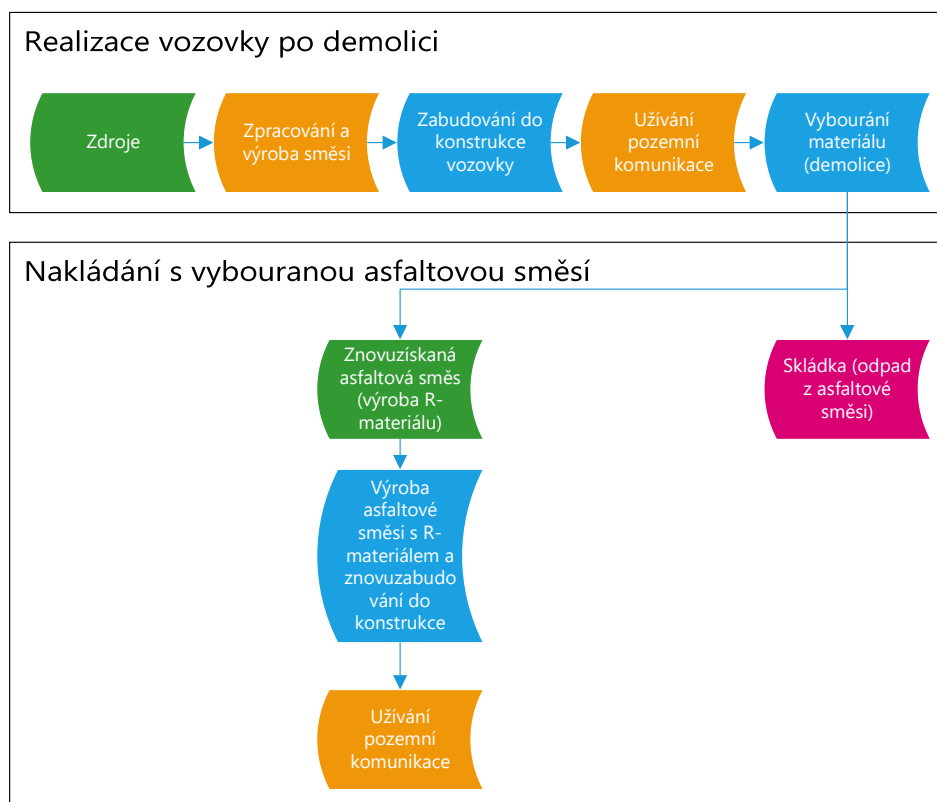 Realizace vozovky po demolici
Zdroje
Zpracování a
výroba směsi
Zabudování do
konstrukce
vozovky
Užívání
pozemní
komunikace
Vybourání
materiálu
(demolice)
Nakládání s vybouranou asfaltovou směsí
Znovuzískaná
asfaltová směs
(výroba R-
materiálu)
Skládka (odpad
z asfaltové
směsi)
Výroba
asfaltové
směsi s R-
materiálem a
znovuzabudo
vání do
konstrukce
Užívání
pozemní
komunikace